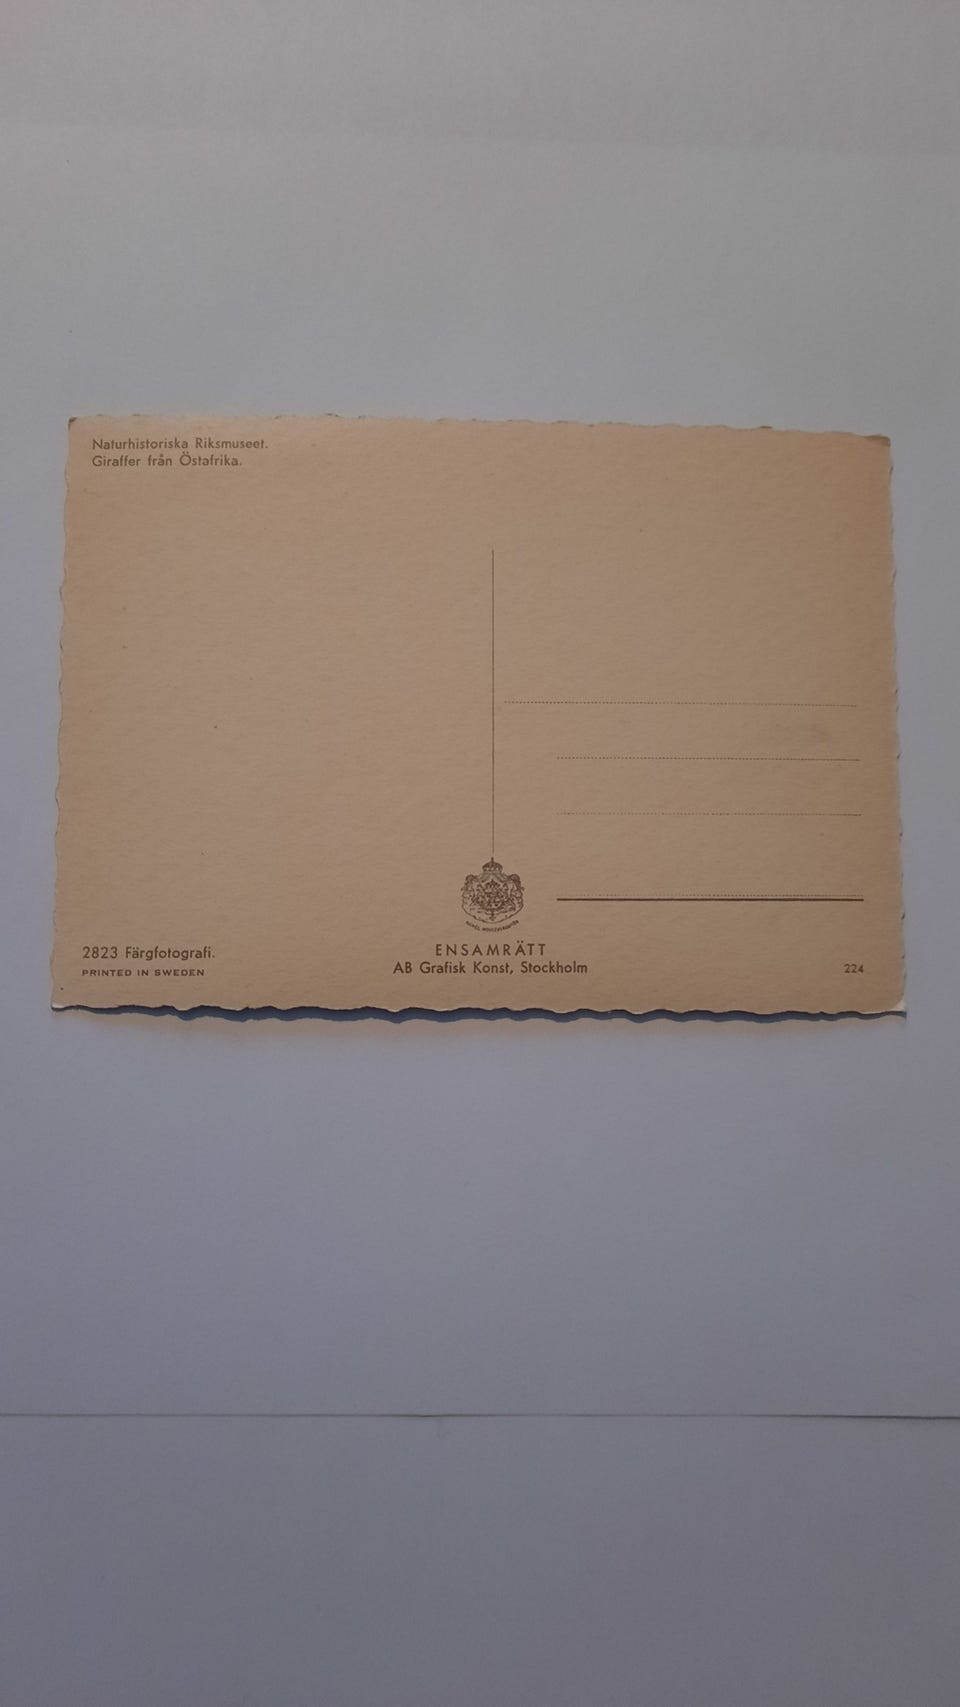 Naturhistoriska Riksmuseet.
Giraffer från Östafrika.
2823 Färgfotografi.
PRINTED IN SWEDEN
ENSAMRÄTT
AB Grafisk Konst, Stockholm
224